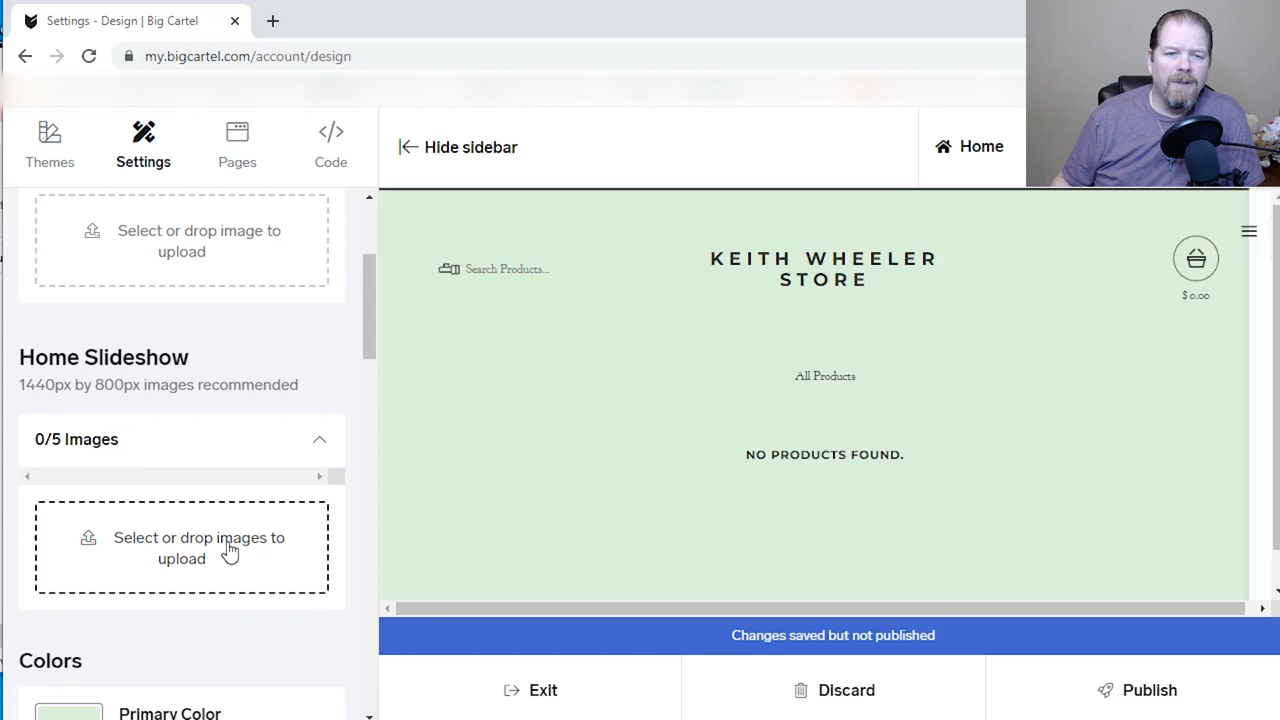 Settings - Design | Big Cartel
my.bigcartel.com/account/design
Themes
Settings
Pages
Code
Hide sidebar
Home
Select or drop image to
upload
Home Slideshow
1440px by 800px images recommended
0/5 Images
Select or drop images to
upload
Colors
Primary Color
Search Products...
KEITH WHEELER
STORE
$ 0.00
All Products
NO PRODUCTS FOUND.
Changes saved but not published
Exit
Discard
Publish